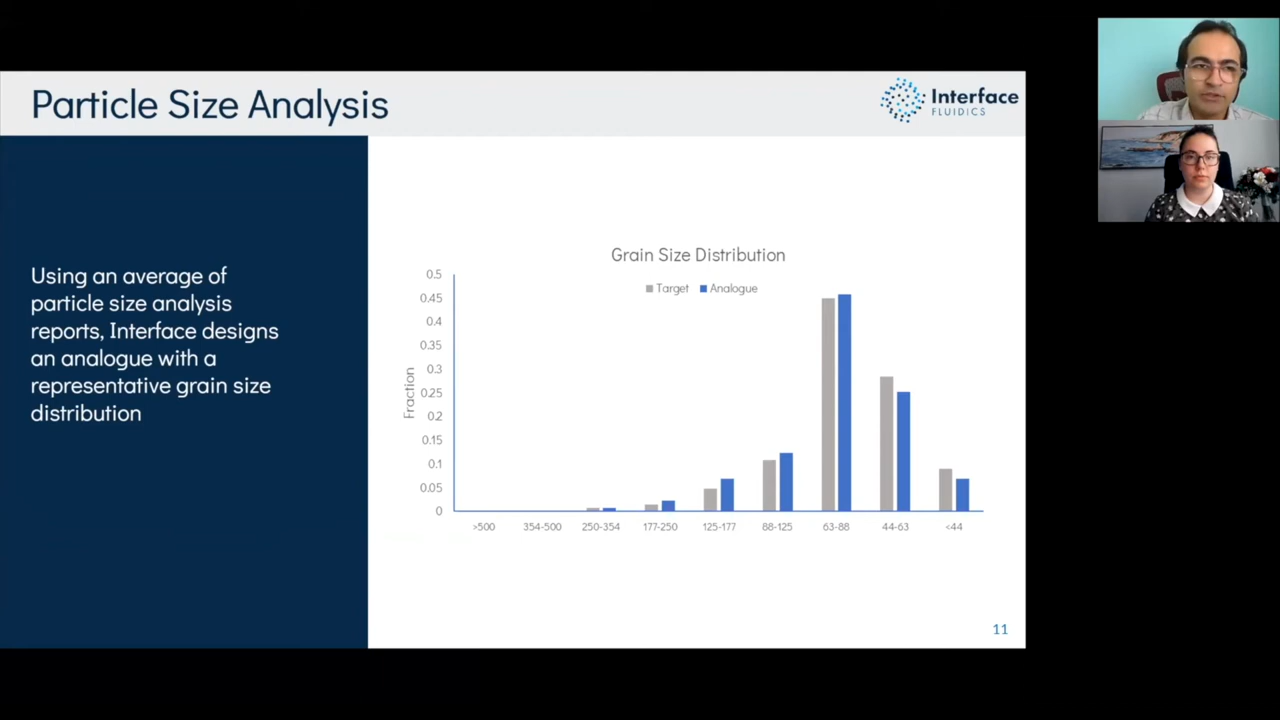 Particle Size Analysis
Interface
FLUIDICS
Using an average of
particle size analysis
reports, Interface designs
an analogue with a
representative grain size
distribution
Grain Size Distribution
Target Analogue
Fraction
0.5
0.45
0.4
0.35
0.3
0.25
0.2
0.15
0.1
0.05
0
>500 354-500 250-354 177-250 125-177 88-125 63-88 44-63 <44
11